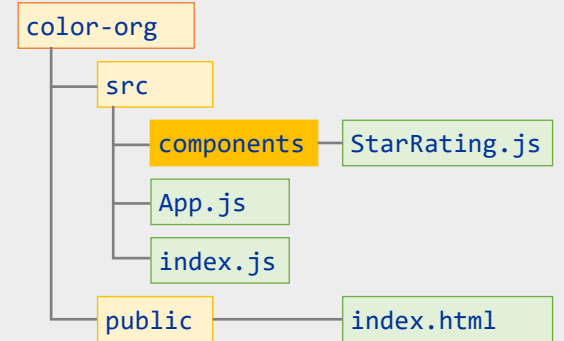 color-org
src
components
StarRating.js
App.js
index.js
public
index.html